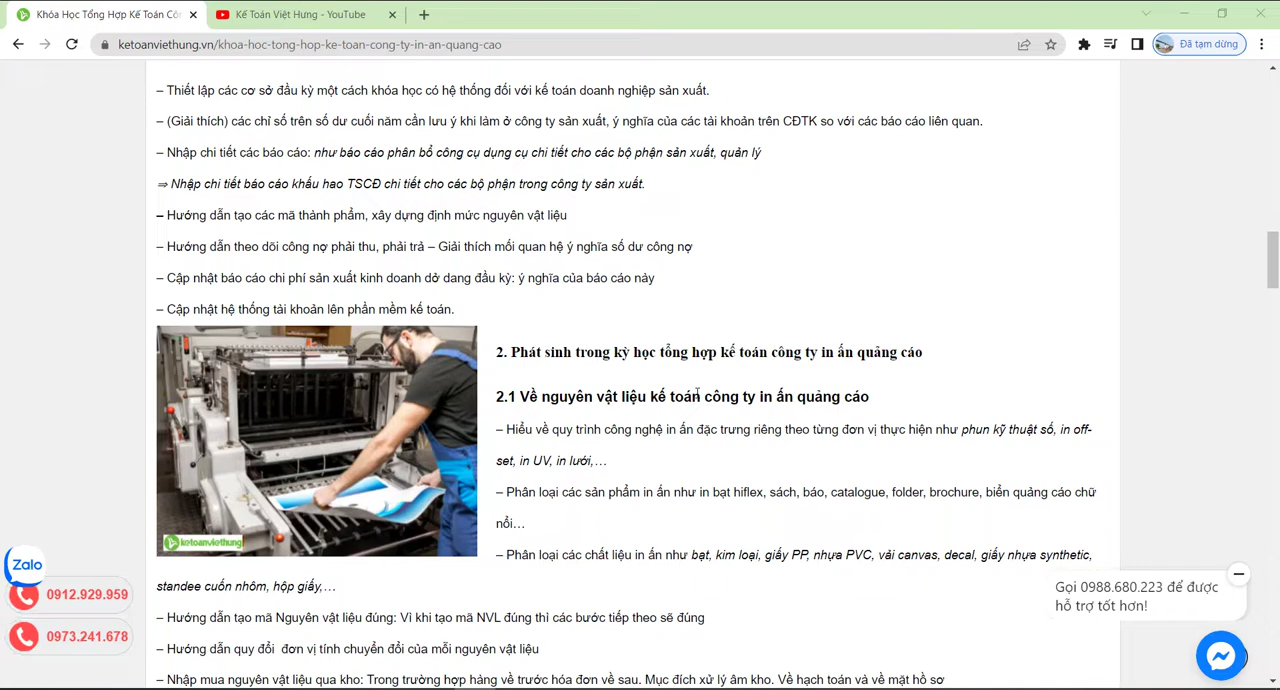 Khóa Học Tổng Hợp Kế Toán Cô
Kế Toán Việt Hưng - YouTube
ketoanviethung.vn/khoa-hoc-tong-hop-ke-toan-cong-ty-in-an-quang-cao
Đã tạm dừng
– Thiết lập các cơ sở đầu kỳ một cách khóa học có hệ thống đối với kế toán doanh nghiệp sản xuất.
– (Giải thích) các chỉ số trên số dư cuối năm cần lưu ý khi làm ở công ty sản xuất, ý nghĩa của các tài khoản trên CĐTK so với các báo cáo liên quan.
– Nhập chi tiết các báo cáo: như báo cáo phân bổ công cụ dụng cụ chi tiết cho các bộ phận sản xuất, quản lý
⇒ Nhập chi tiết báo cáo khấu hao TSCĐ chi tiết cho các bộ phận trong công ty sản xuất.
– Hướng dẫn tạo các mã thành phẩm, xây dựng định mức nguyên vật liệu
– Hướng dẫn theo dõi công nợ phải thu, phải trả – Giải thích mối quan hệ ý nghĩa số dư công nợ
– Cập nhật báo cáo chi phí sản xuất kinh doanh dở dang đầu kỳ: ý nghĩa của báo cáo này
– Cập nhật hệ thống tài khoản lên phần mềm kế toán.
2. Phát sinh trong kỳ học tổng hợp kế toán công ty in ấn quảng cáo
2.1 Về nguyên vật liệu kế toán công ty in ấn quảng cáo
– Hiểu về quy trình công nghệ in ấn đặc trưng riêng theo từng đơn vị thực hiện như phun kỹ thuật số, in off-
set, in UV, in lưới,…
– Phân loại các sản phẩm in ấn như in bạt hiflex, sách, báo, catalogue, folder, brochure, biển quảng cáo chữ
nổi…
ketoanviethung
– Phân loại các chất liệu in ấn như bạt, kim loại, giấy PP, nhựa PVC, vải canvas, decal, giấy nhựa synthetic,
standee cuốn nhôm, hộp giấy,…
– Hướng dẫn tạo mã Nguyên vật liệu đúng: Vì khi tạo mã NVL đúng thì các bước tiếp theo sẽ đúng
– Hướng dẫn quy đổi đơn vị tính chuyển đổi của mỗi nguyên vật liệu
– Nhập mua nguyên vật liệu qua kho: Trong trường hợp hàng về trước hóa đơn về sau. Mục đích xử lý âm kho. Về hạch toán và về mặt hồ sơ
Zalo
0912.929.959
0973.241.678
Gọi 0988.680.223 để được
hỗ trợ tốt hơn!